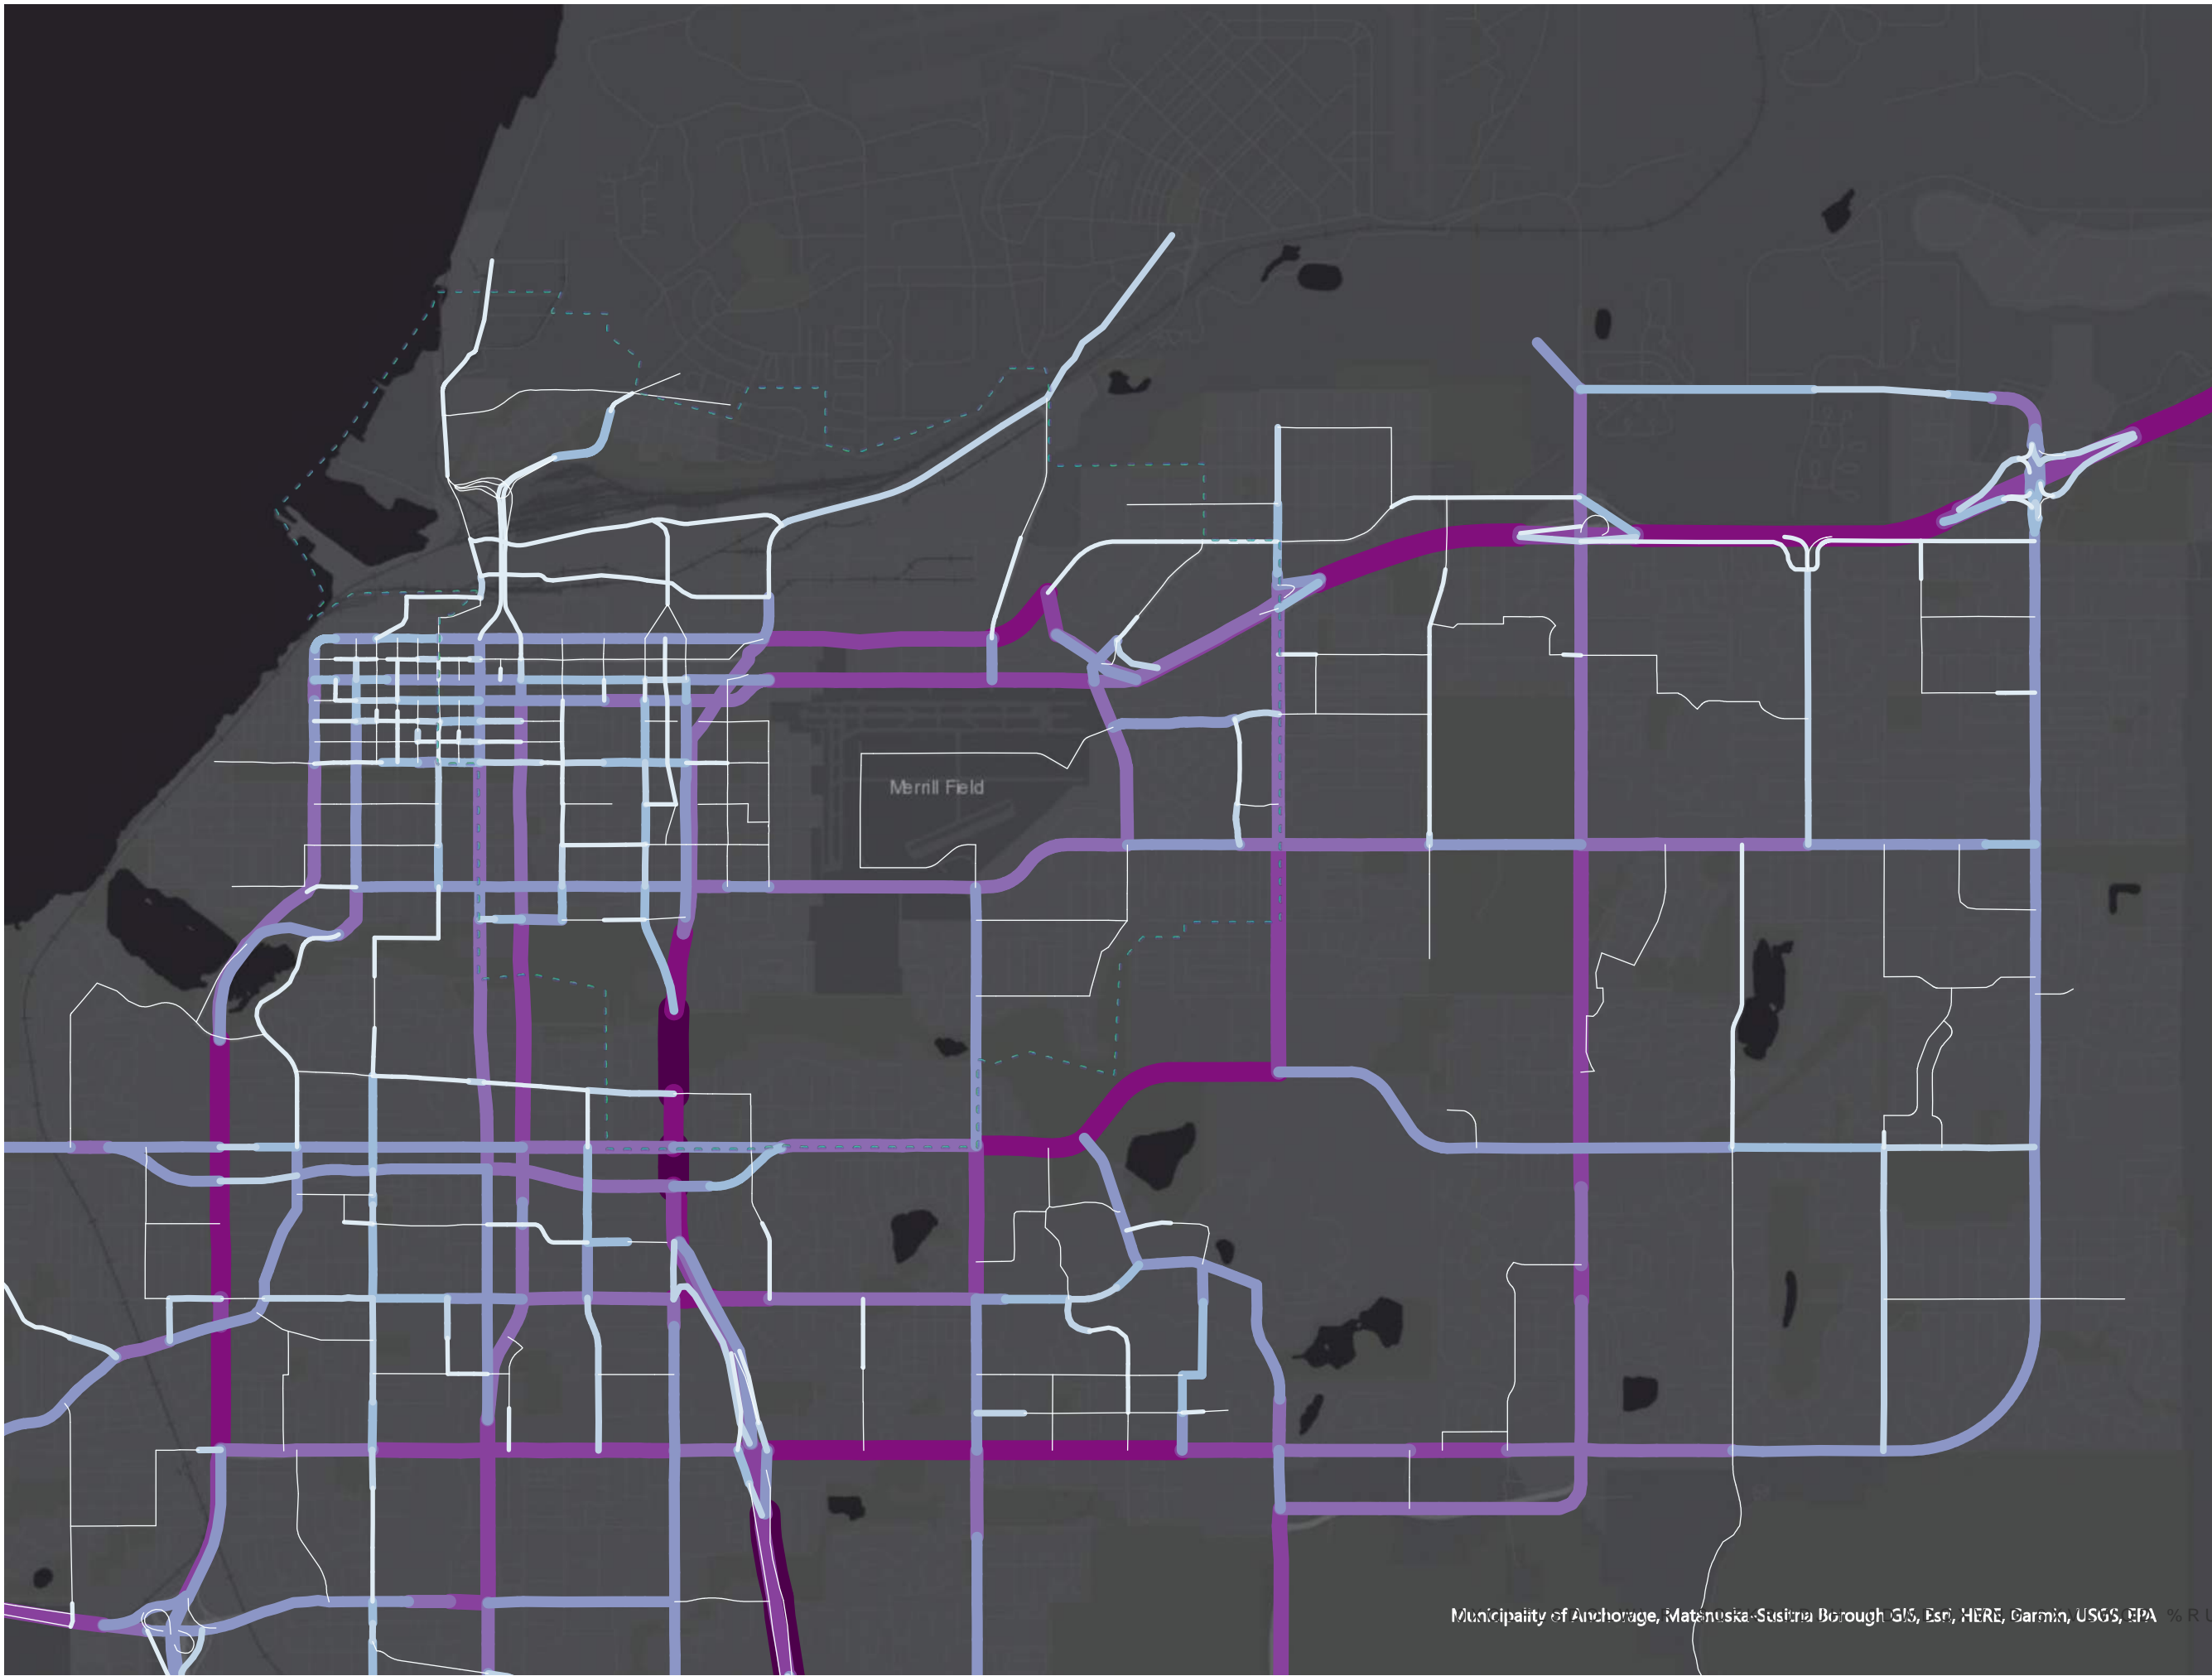 Merrill Field
Municipality of Anchorage, Matanuska-Susitna Borough GIS, Esri, HERE, Garmin, USGS, EPA